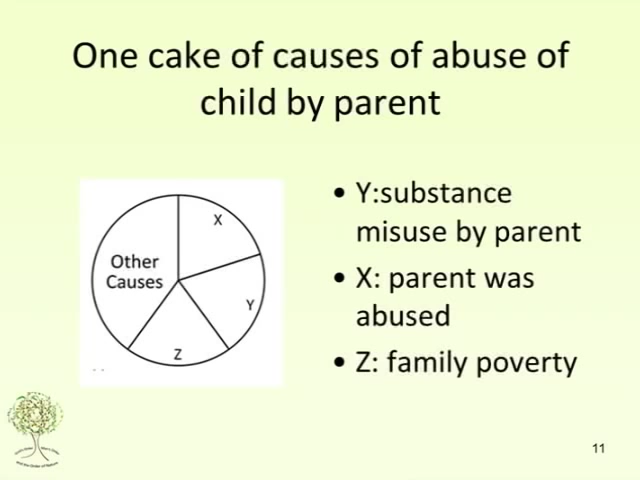 One cake of causes of abuse of
child by parent
X
Other
Causes
Y
Z
• Y:substance
misuse by parent
• X: parent was
abused
• Z: family poverty
11